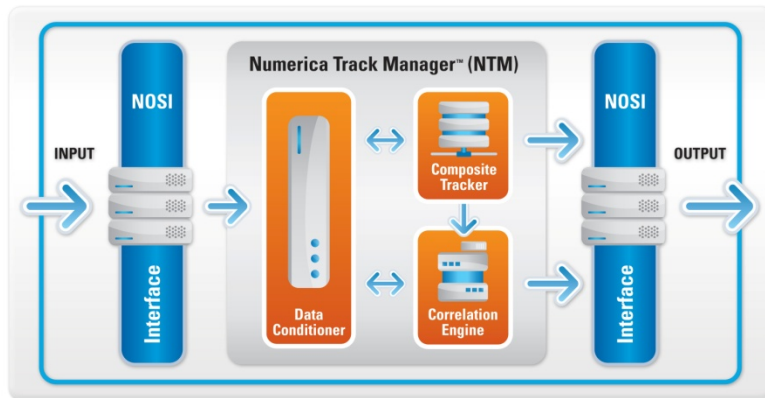 Numerica Track Manager™ (NTM)
INPUT
NOSI
Interface
Data
Conditioner
Composite
Tracker
Correlation
Engine
NOSI
Interface
OUTPUT